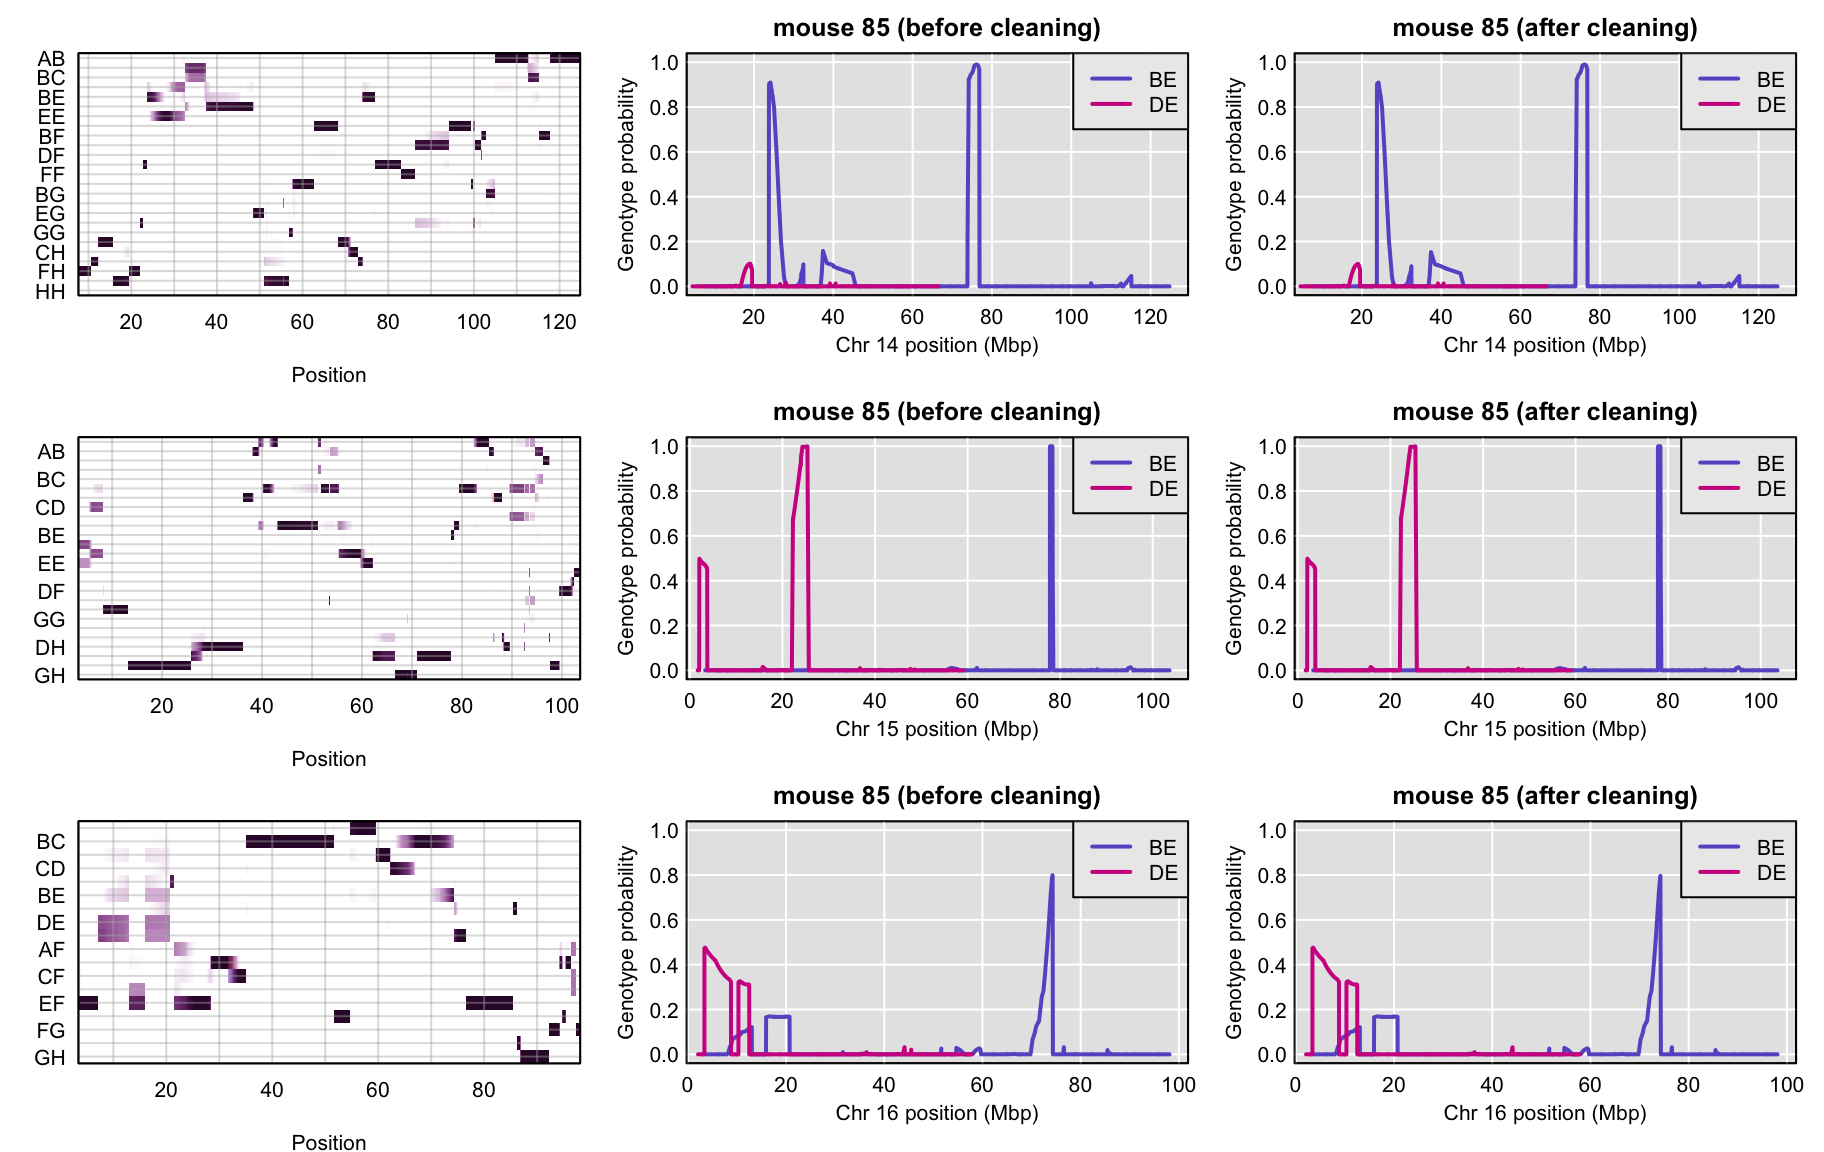 mouse 85 (before cleaning)
mouse 85 (after cleaning)
AB
BC
BE
EE
BF
DF
FF
BG
EG
GG
CH
FH
HH
20 40 60 80 100 120
Position
Genotype probability
1.0
0.8
0.6
0.4
0.2
0.0
BE
DE
20 40 60 80 100 120
Chr 14 position (Mbp)
Genotype probability
1.0
0.8
0.6
0.4
0.2
0.0
BE
DE
20 40 60 80 100 120
Chr 14 position (Mbp)
mouse 85 (before cleaning)
mouse 85 (after cleaning)
AB
BC
CD
BE
EE
DF
GG
DH
GH
20 40 60 80 100
Position
Genotype probability
1.0
0.8
0.6
0.4
0.2
0.0
BE
DE
0 20 40 60 80 100
Chr 15 position (Mbp)
Genotype probability
1.0
0.8
0.6
0.4
0.2
0.0
BE
DE
0 20 40 60 80 100
Chr 15 position (Mbp)
mouse 85 (before cleaning)
mouse 85 (after cleaning)
BC
CD
BE
DE
AF
CF
EF
FG
GH
20 40 60 80
Position
Genotype probability
1.0
0.8
0.6
0.4
0.2
0.0
BE
DE
0 20 40 60 80 100
Chr 16 position (Mbp)
Genotype probability
1.0
0.8
0.6
0.4
0.2
0.0
BE
DE
0 20 40 60 80 100
Chr 16 position (Mbp)